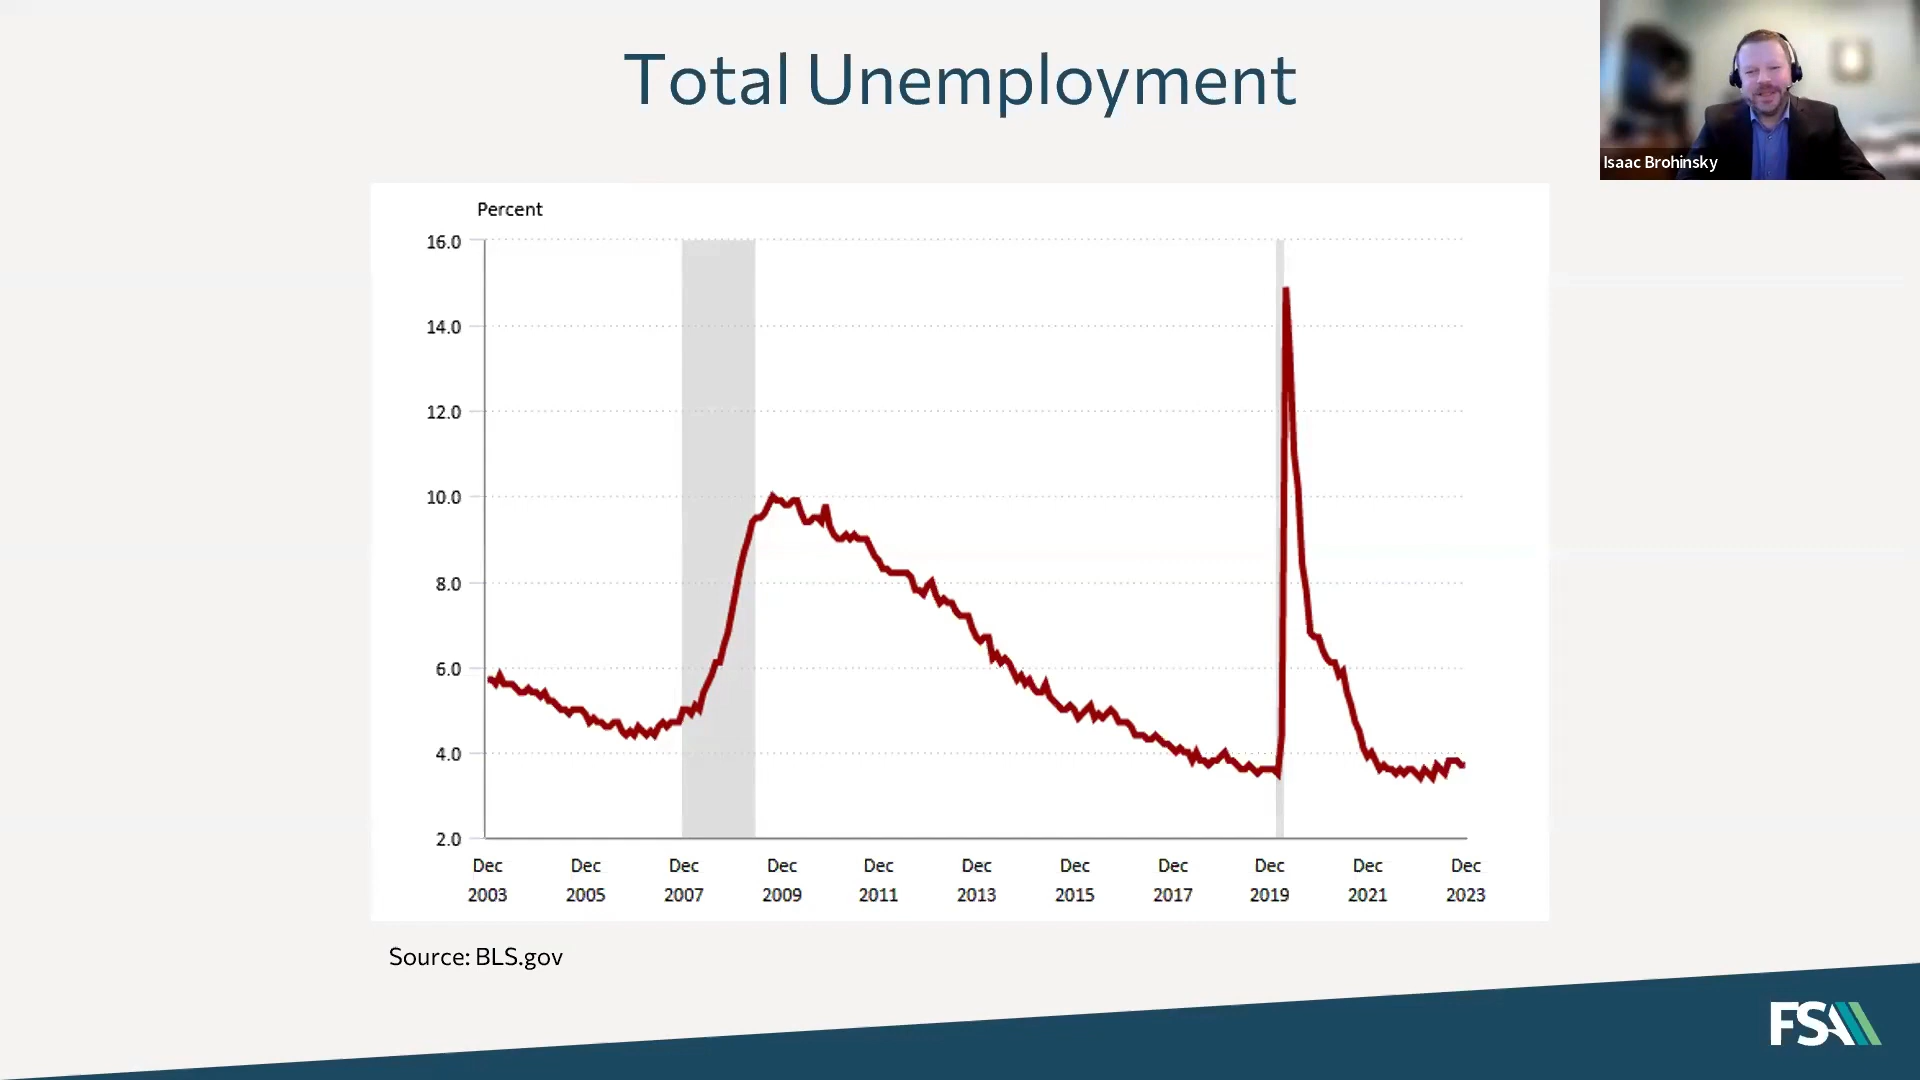 Total Unemployment
Isaac Brohinsky
Percent
16.0
14.0
12.0
10.0
8.0
6.0
4.0
2.0
Dec Dec Dec Dec Dec Dec Dec Dec Dec Dec Dec
2003 2005 2007 2009 2011 2013 2015 2017 2019 2021 2023
Source: BLS.gov
FSA